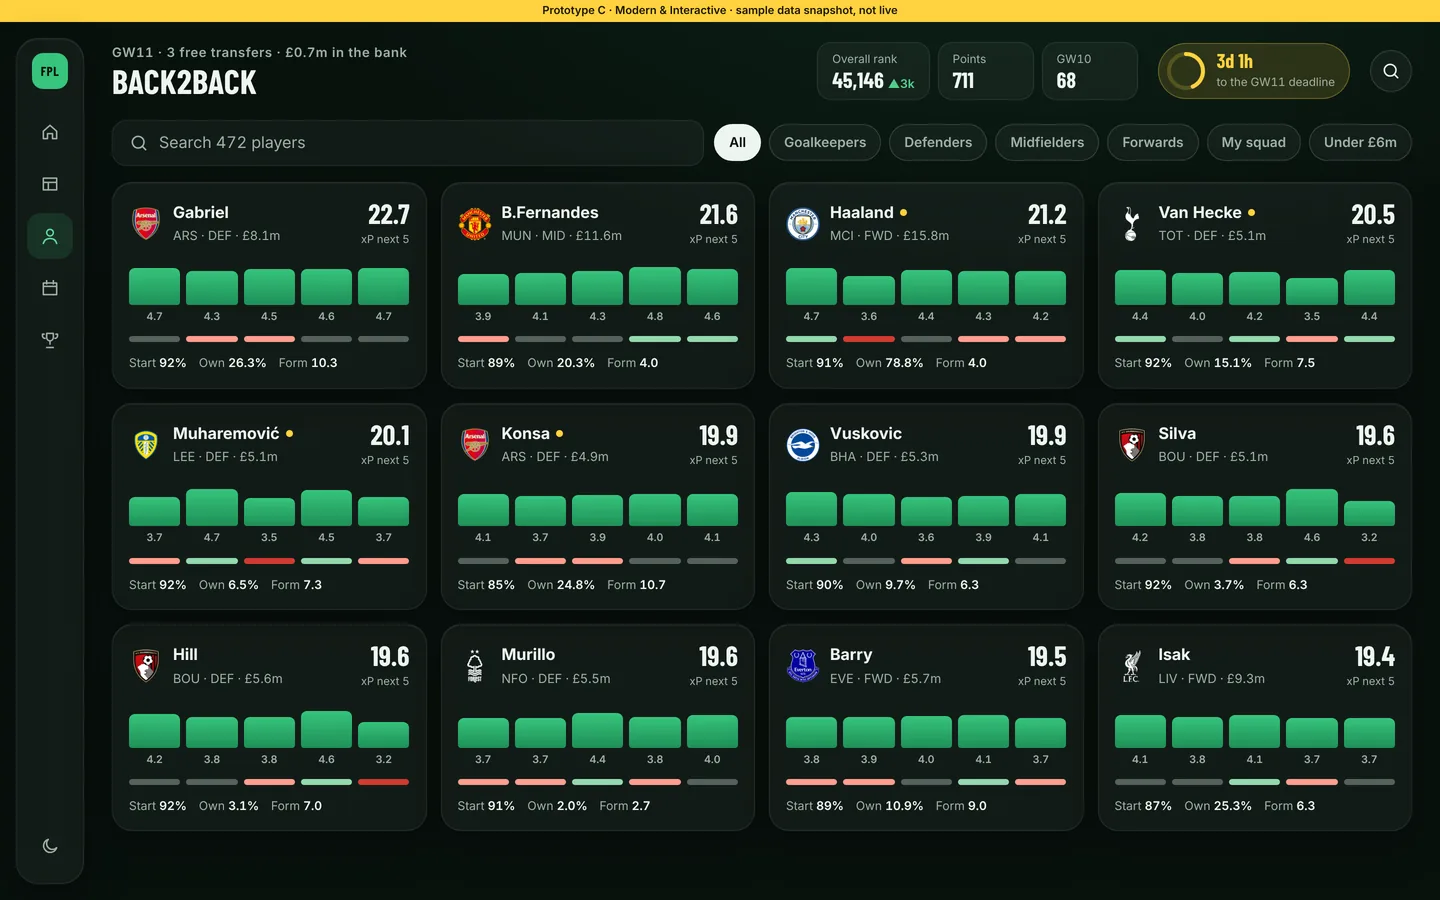 Prototype C · Modern & Interactive · sample data snapshot, not live
FPL
GW11 · 3 free transfers · £0.7m in the bank
BACK2BACK
Overall rank
45,146 ▲3k
Points
711
GW10
68
3d 1h
to the GW11 deadline
Search 472 players
All
Goalkeepers
Defenders
Midfielders
Forwards
My squad
Under £6m
Gabriel
ARS · DEF · £8.1m
22.7
xP next 5
4.7 4.3 4.5 4.6 4.7
Start 92% Own 26.3% Form 10.3
B.Fernandes
MUN · MID · £11.6m
21.6
xP next 5
3.9 4.1 4.3 4.8 4.6
Start 89% Own 20.3% Form 4.0
Haaland
MCI · FWD · £15.8m
21.2
xP next 5
4.7 3.6 4.4 4.3 4.2
Start 91% Own 78.8% Form 4.0
Van Hecke
TOT · DEF · £5.1m
20.5
xP next 5
4.4 4.0 4.2 3.5 4.4
Start 92% Own 15.1% Form 7.5
Muharemović
LEE · DEF · £5.1m
20.1
xP next 5
3.7 4.7 3.5 4.5 3.7
Start 92% Own 6.5% Form 7.3
Konsa
ARS · DEF · £4.9m
19.9
xP next 5
4.1 3.7 3.9 4.0 4.1
Start 85% Own 24.8% Form 10.7
Vuskovic
BHA · DEF · £5.3m
19.9
xP next 5
4.3 4.0 3.6 3.9 4.1
Start 90% Own 9.7% Form 6.3
Silva
BOU · DEF · £5.1m
19.6
xP next 5
4.2 3.8 3.8 4.6 3.2
Start 92% Own 3.7% Form 6.3
Hill
BOU · DEF · £5.6m
19.6
xP next 5
4.2 3.8 3.8 4.6 3.2
Start 92% Own 3.1% Form 7.0
Murillo
NFO · DEF · £5.5m
19.6
xP next 5
3.7 3.7 4.4 3.8 4.0
Start 91% Own 2.0% Form 2.7
Barry
EVE · FWD · £5.7m
19.5
xP next 5
3.8 3.9 4.0 4.1 3.7
Start 89% Own 10.9% Form 9.0
Isak
LIV · FWD · £9.3m
19.4
xP next 5
4.1 3.8 4.1 3.7 3.7
Start 87% Own 25.3% Form 6.3